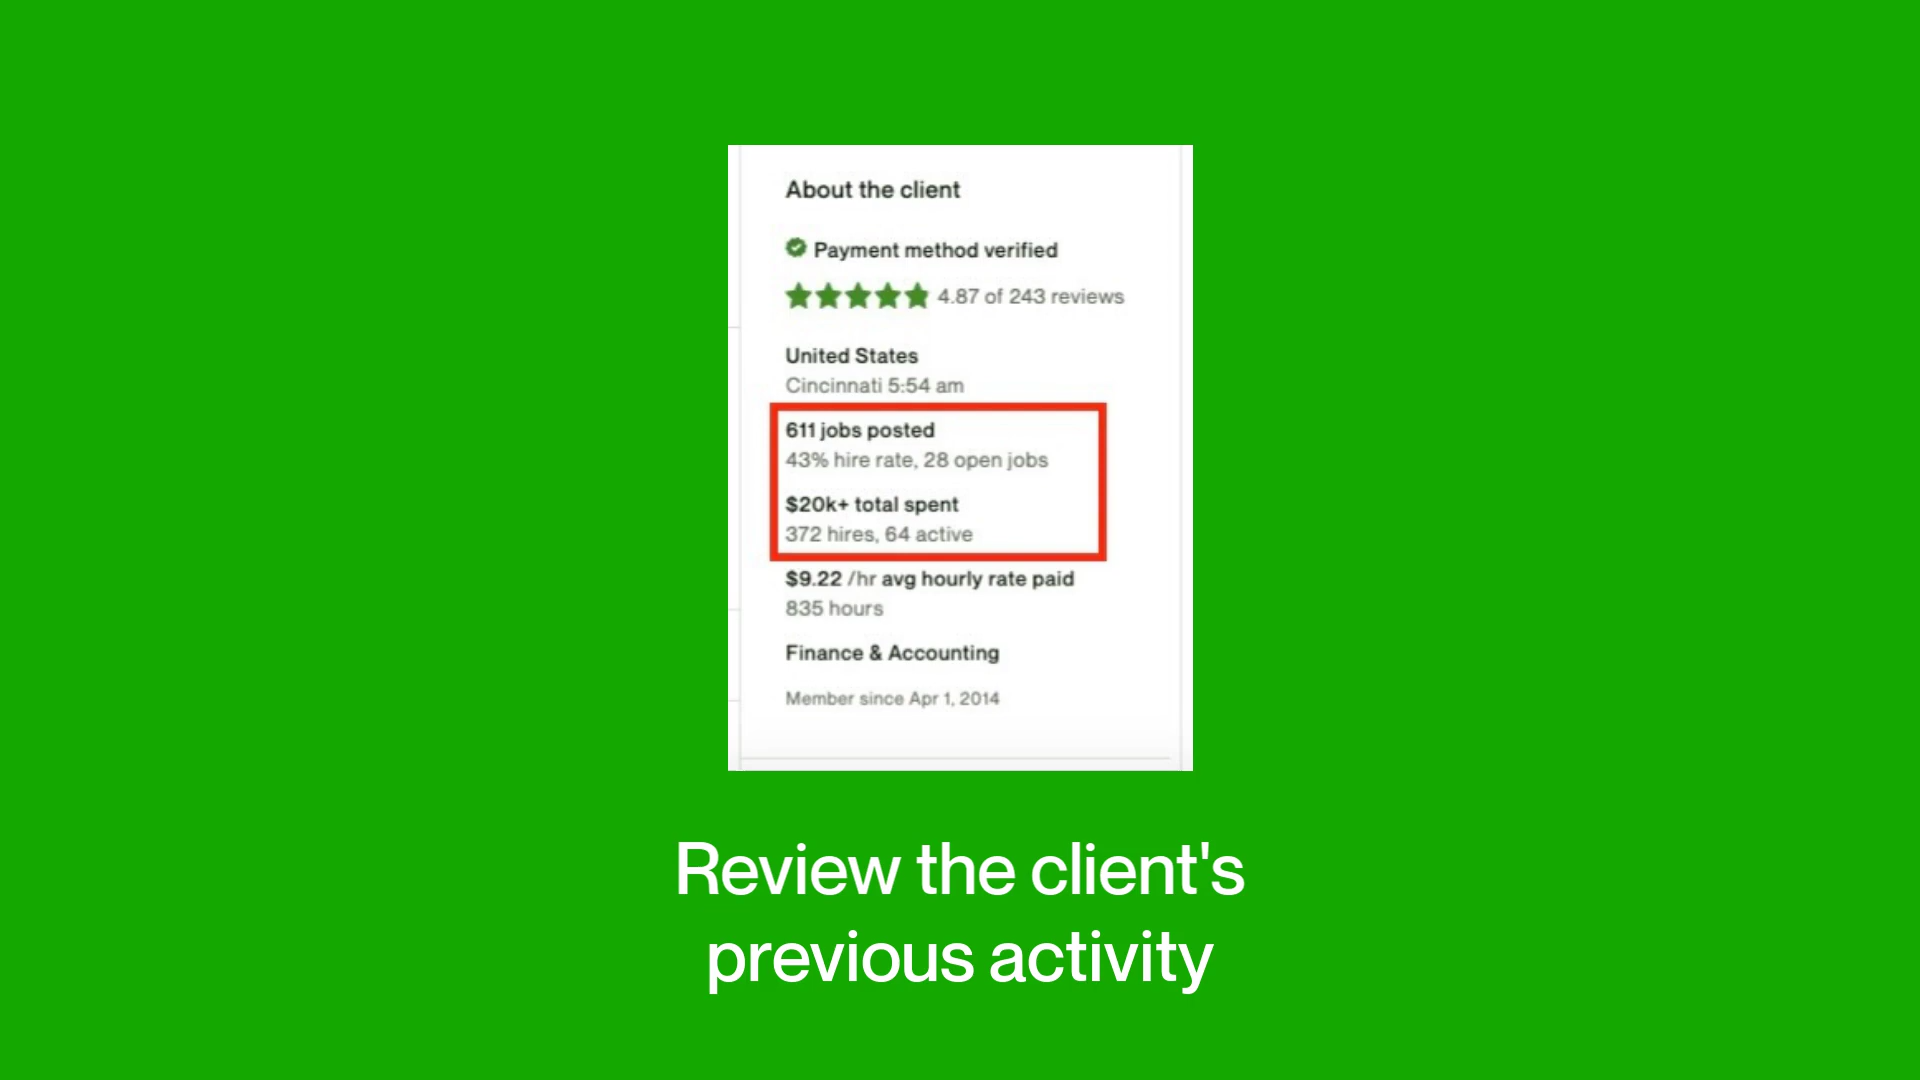 About the client
Payment method verified
4.87 of 243 reviews
United States
Cincinnati 5:54 am
611 jobs posted
43% hire rate, 28 open jobs
$20k+ total spent
372 hires, 64 active
$9.22 /hr avg hourly rate paid
835 hours
Finance & Accounting
Member since Apr 1, 2014
Review the client's
previous activity